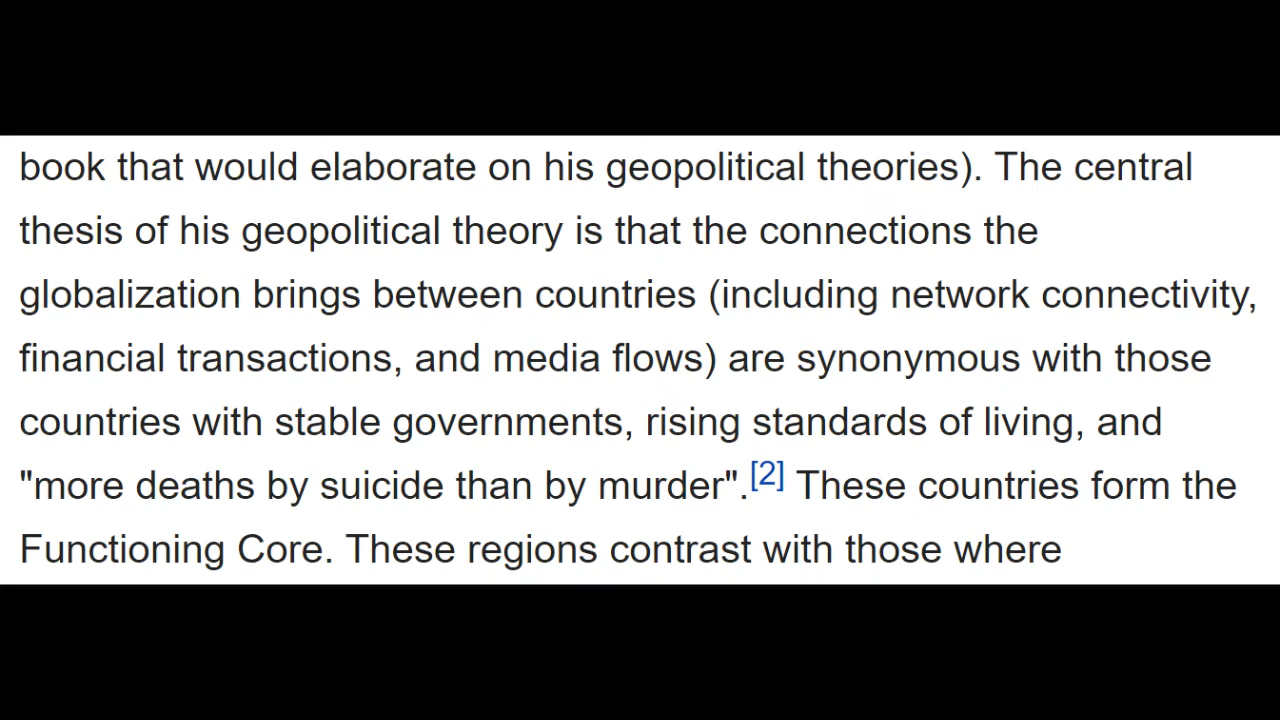 book that would elaborate on his geopolitical theories). The central
thesis of his geopolitical theory is that the connections the
globalization brings between countries (including network connectivity,
financial transactions, and media flows) are synonymous with those
countries with stable governments, rising standards of living, and
"more deaths by suicide than by murder".[2] These countries form the
Functioning Core. These regions contrast with those where